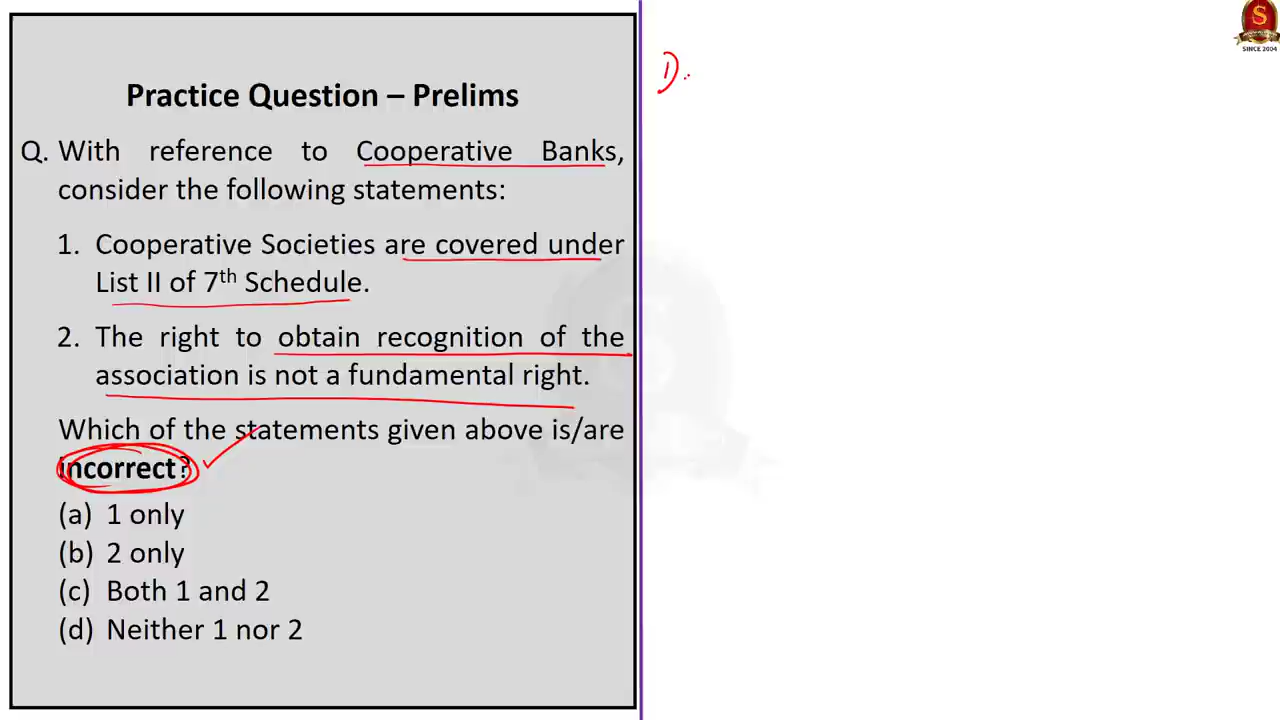 Practice Question – Prelims
Q. With reference to Cooperative Banks,
consider the following statements:
1. Cooperative Societies are covered under
List II of 7th Schedule.
2. The right to obtain recognition of the
association is not a fundamental right.
Which of the statements given above is/are
incorrect?
(a) 1 only
(b) 2 only
(c) Both 1 and 2
(d) Neither 1 nor 2
1)
S
SINCE 2004